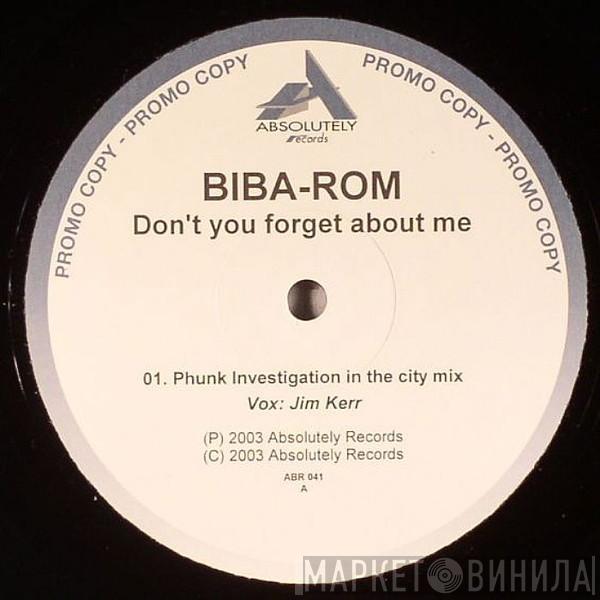 PROMO COPY - PROMO COPY
PROMO COPY - PROMO COPY
ABSOLUTELY
records
BIBA-ROM
Don't you forget about me
01. Phunk Investigation in the city mix
Vox: Jim Kerr
(P) 2003 Absolutely Records
(C) 2003 Absolutely Records
ABR 041
A
МАРКЕТ ВИНИЛА